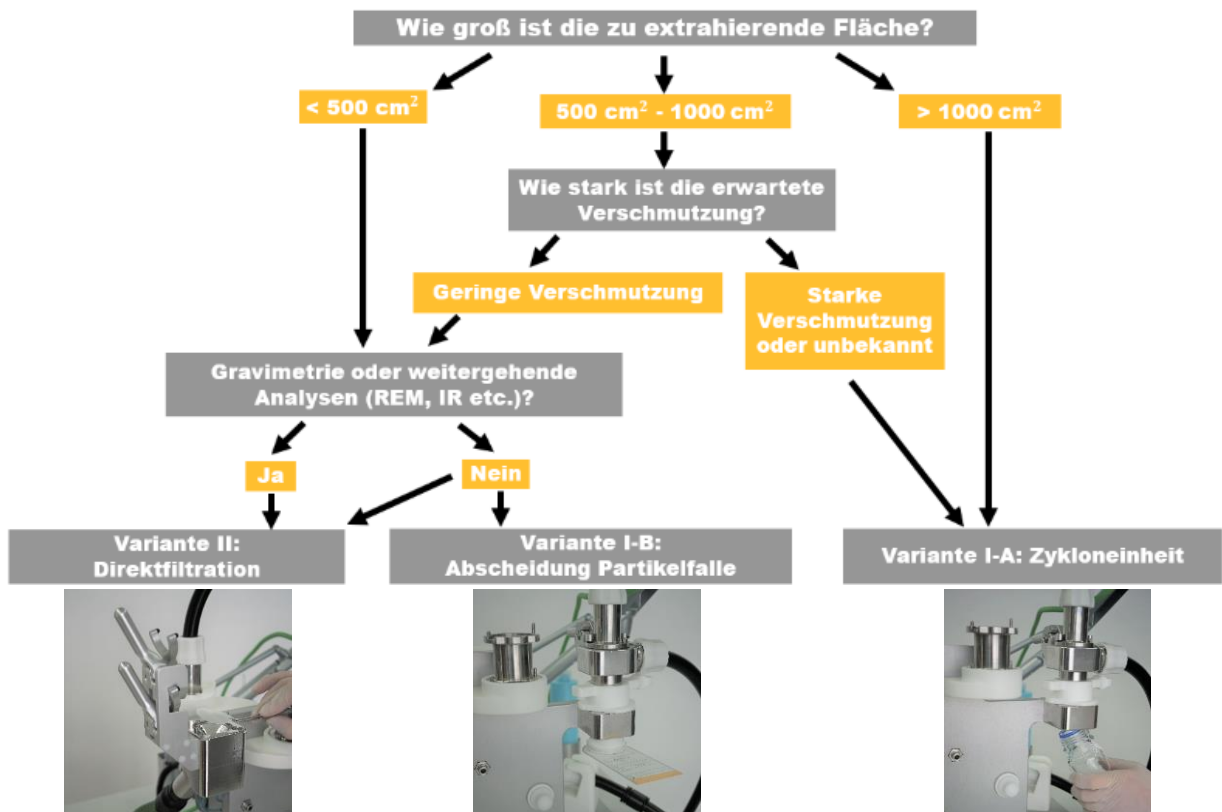 Wie groß ist die zu extrahierende Fläche?
< 500 cm²
500 cm² - 1000 cm²
> 1000 cm²
Wie stark ist die erwartete
Verschmutzung?
Geringe Verschmutzung
Starke
Verschmutzung
oder unbekannt
Gravimetrie oder weitergehende
Analysen (REM, IR etc.)?
Ja
Nein
Variante II:
Direktfiltration
Variante I-B:
Abscheidung Partikelfalle
Variante I-A: Zykloneinheit